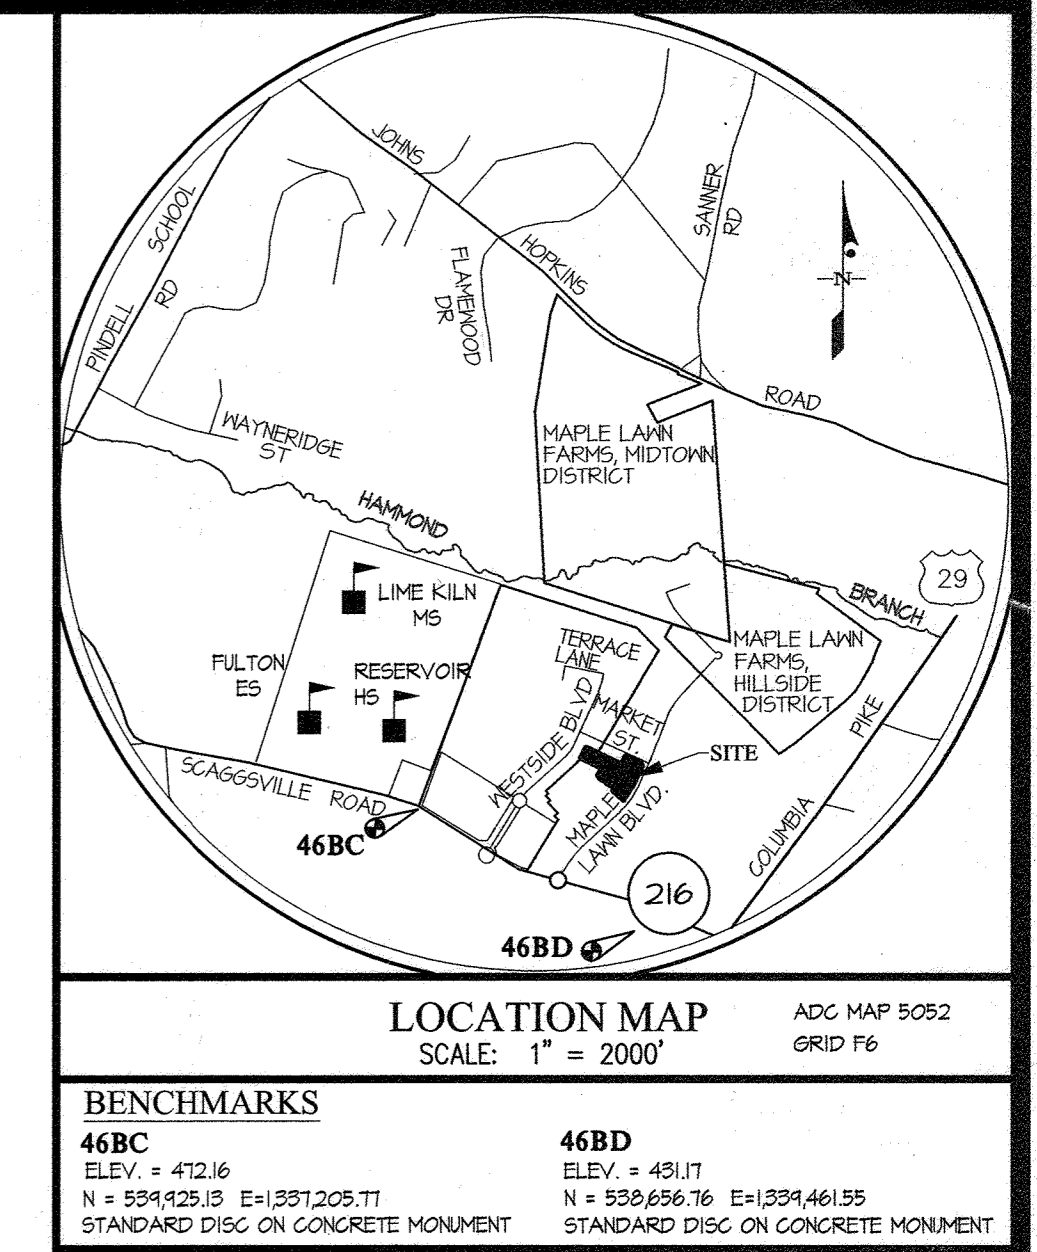 JOHNS
HOPKINS
ROAD
SANNER
RD
PINDELL SCHOOL
RD
FLAMEWOOD
DR
N
WAYNERIDGE
ST
MAPLE LAWN
FARMS, MIDTOWN
DISTRICT
HAMMOND
BRANCH
29
LIME KILN
MS
FULTON
ES
RESERVOIR
HS
TERRACE
LANE
MAPLE LAWN
FARMS,
HILLSIDE
DISTRICT
WESTSIDE BLVD
MARKET
ST.
SITE
COLUMBIA PIKE
SCAGGSVILLE ROAD
46BC
MAPLE
LAWN BLVD.
216
46BD
LOCATION MAP
SCALE: 1" = 2000'
ADC MAP 5052
GRID F6
BENCHMARKS
46BC
ELEV. = 472.16
N = 539,925.13 E=1,337,205.77
STANDARD DISC ON CONCRETE MONUMENT
46BD
ELEV. = 431.17
N = 538,656.76 E=1,339,461.55
STANDARD DISC ON CONCRETE MONUMENT